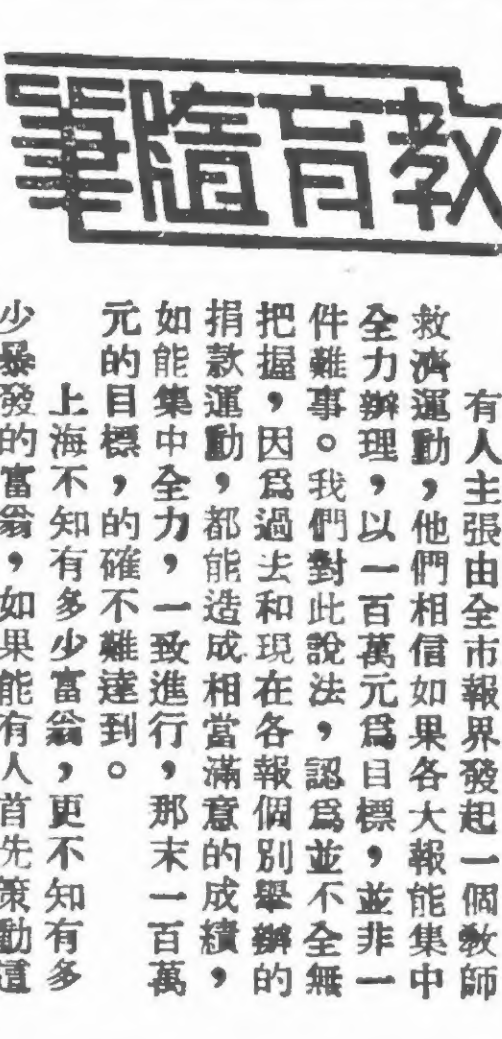 教育隨筆
有人主張由全市報界發起一個教師
救濟運動，他們相信如果各大報能集中
全力辦理，以一百萬元爲目標，並非一
件難事。我們對此說法，認爲並不全無
把握，因爲過去和現在各報個別舉辦的
捐款運動，都能造成相當滿意的成績，
如能集中全力，一致進行，那末一百萬
元的目標，的確不難達到。
上海不知有多少富翁，更不知有多
少暴發的富翁，如果能有人首先策動這